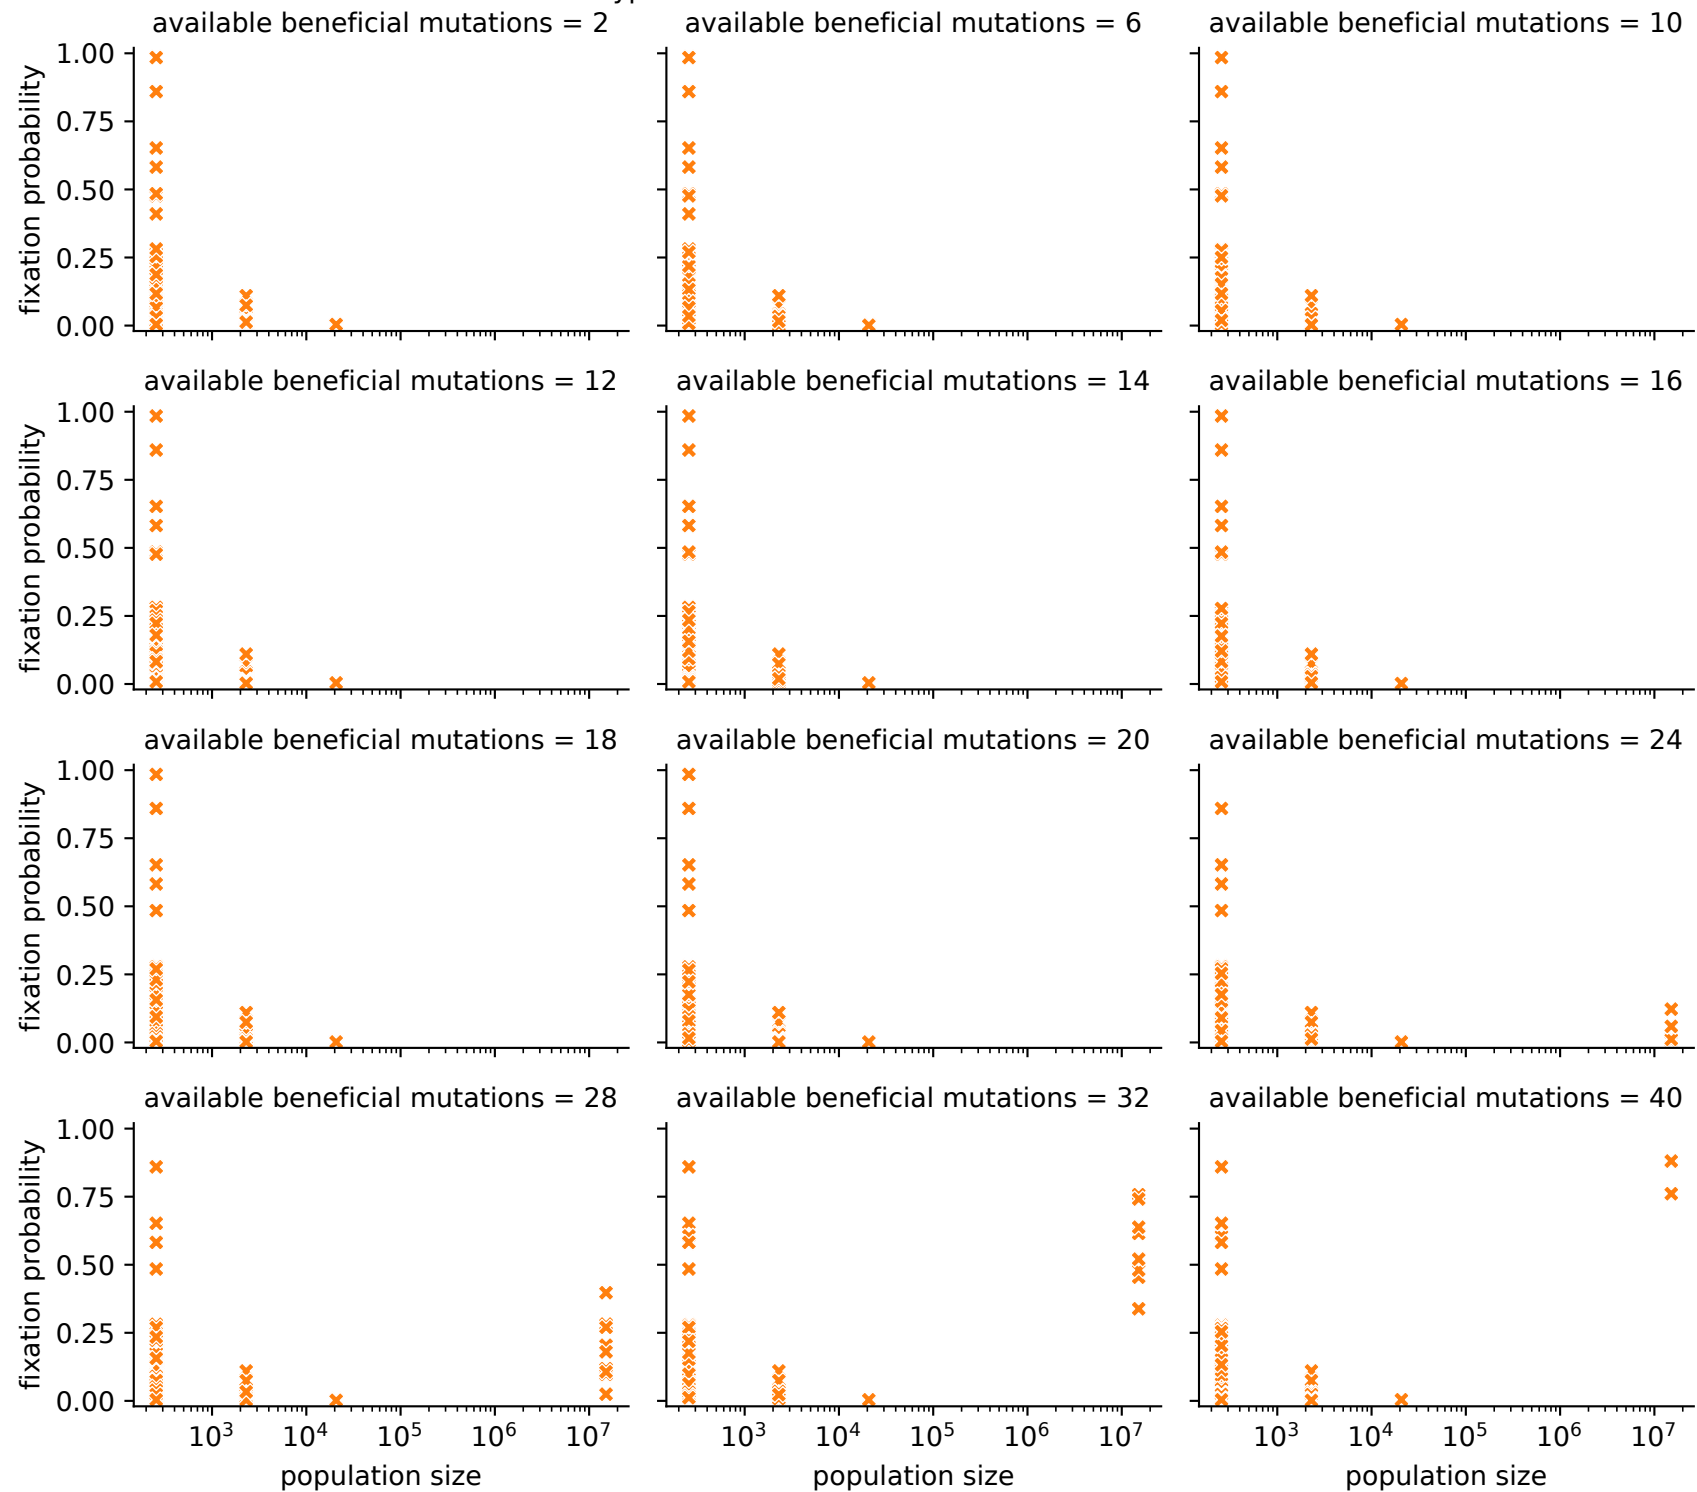 available beneficial mutations = 2 available beneficial mutations = 6 available beneficial mutations = 10
1.00
0.75
0.50
0.25
0.00
fixation probability
available beneficial mutations = 12 available beneficial mutations = 14 available beneficial mutations = 16
1.00
0.75
0.50
0.25
0.00
fixation probability
available beneficial mutations = 18 available beneficial mutations = 20 available beneficial mutations = 24
1.00
0.75
0.50
0.25
0.00
fixation probability
available beneficial mutations = 28 available beneficial mutations = 32 available beneficial mutations = 40
1.00
0.75
0.50
0.25
0.00
fixation probability
10³ 10⁴ 10⁵ 10⁶ 10⁷ 10³ 10⁴ 10⁵ 10⁶ 10⁷ 10³ 10⁴ 10⁵ 10⁶ 10⁷
population size population size population size